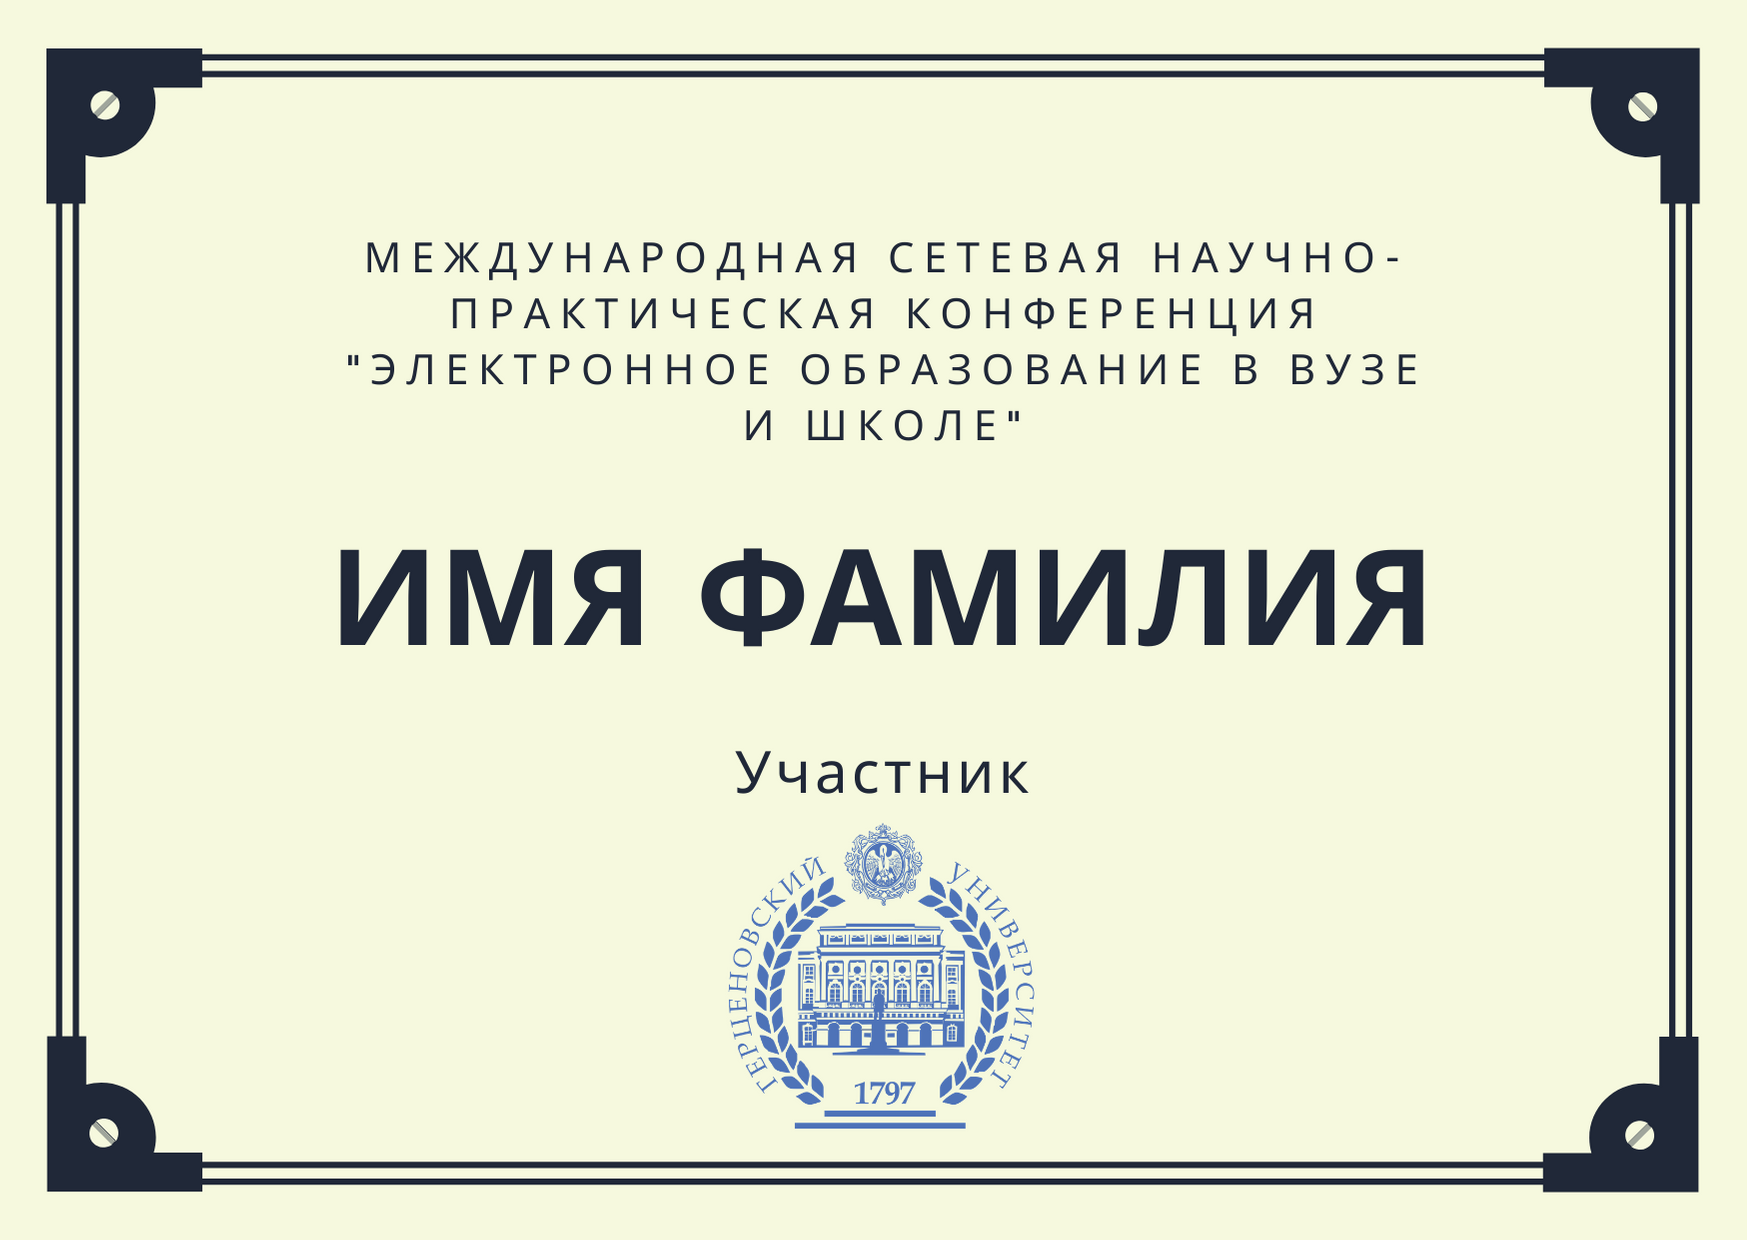 МЕЖДУНАРОДНАЯ СЕТЕВАЯ НАУЧНО-
ПРАКТИЧЕСКАЯ КОНФЕРЕНЦИЯ
"ЭЛЕКТРОННОЕ ОБРАЗОВАНИЕ В ВУЗЕ
И ШКОЛЕ"
ИМЯ ФАМИЛИЯ
Участник
ГЕРЦЕНОВСКИЙ УНИВЕРСИТЕТ
1797